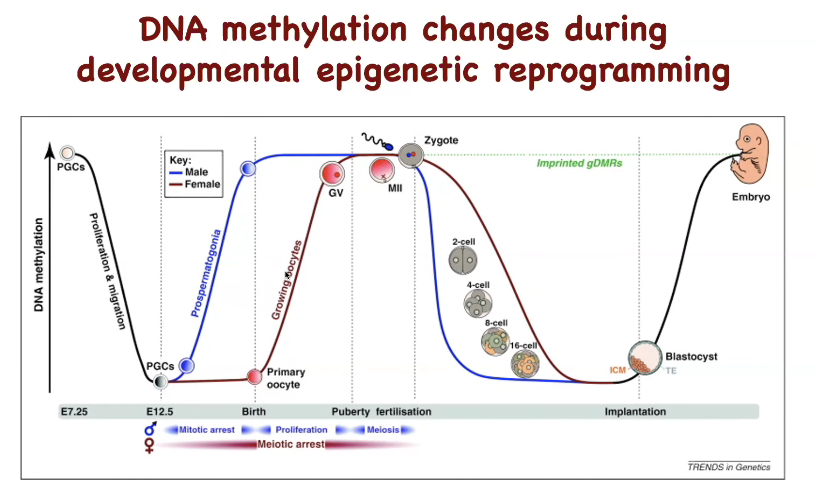 DNA methylation changes during
developmental epigenetic reprogramming
PGCs
Key:
Male
Female
Zygote
Imprinted gDMRs
GV
MII
Embryo
DNA methylation
Proliferation & migration
Prospermatogonia
Growing oocytes
2-cell
4-cell
8-cell
16-cell
PGCs
Primary
oocyte
Blastocyst
ICM
TE
E7.25 E12.5 Birth Puberty fertilisation Implantation
♂ Mitotic arrest Proliferation Meiosis
♀ Meiotic arrest
TRENDS in Genetics